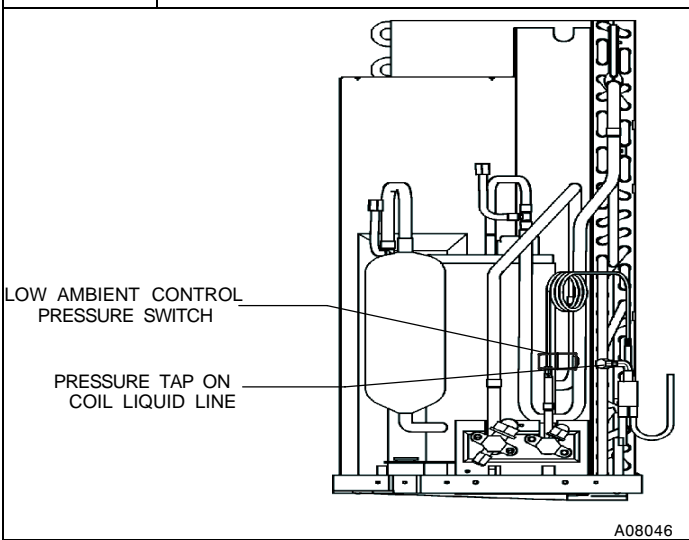 LOW AMBIENT CONTROL
PRESSURE SWITCH
PRESSURE TAP ON
COIL LIQUID LINE
A08046